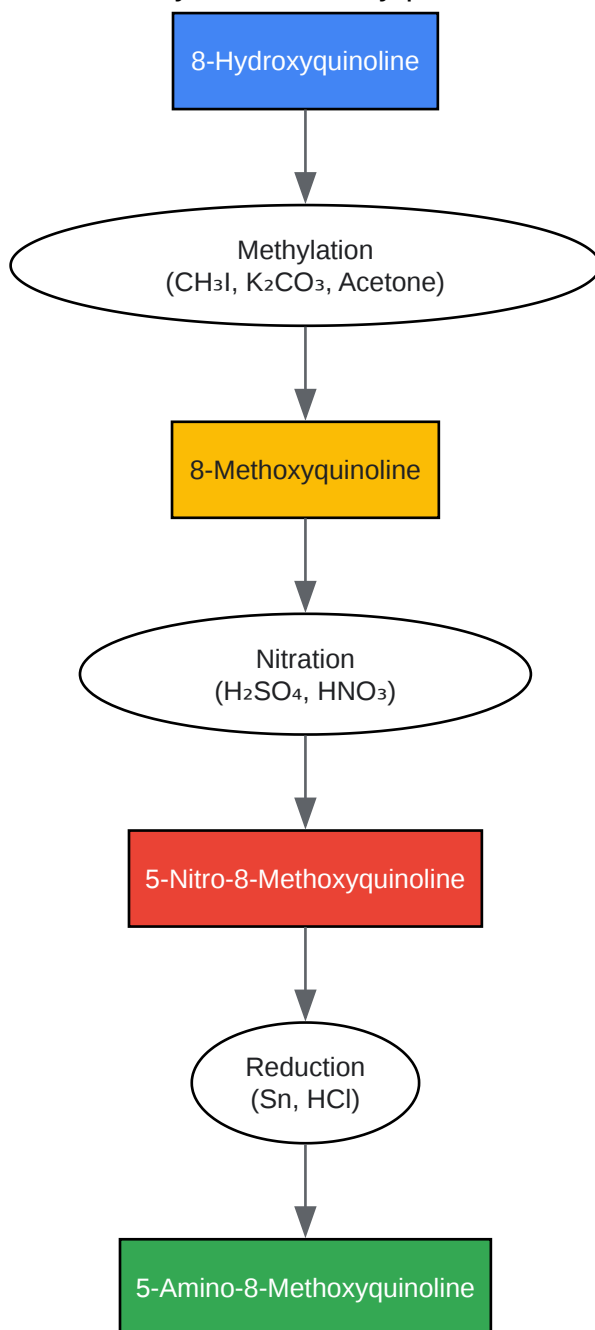 8-Hydroxyquinoline
Methylation
(CH₃I, K₂CO₃, Acetone)
8-Methoxyquinoline
Nitration
(H₂SO₄, HNO₃)
5-Nitro-8-Methoxyquinoline
Reduction
(Sn, HCl)
5-Amino-8-Methoxyquinoline